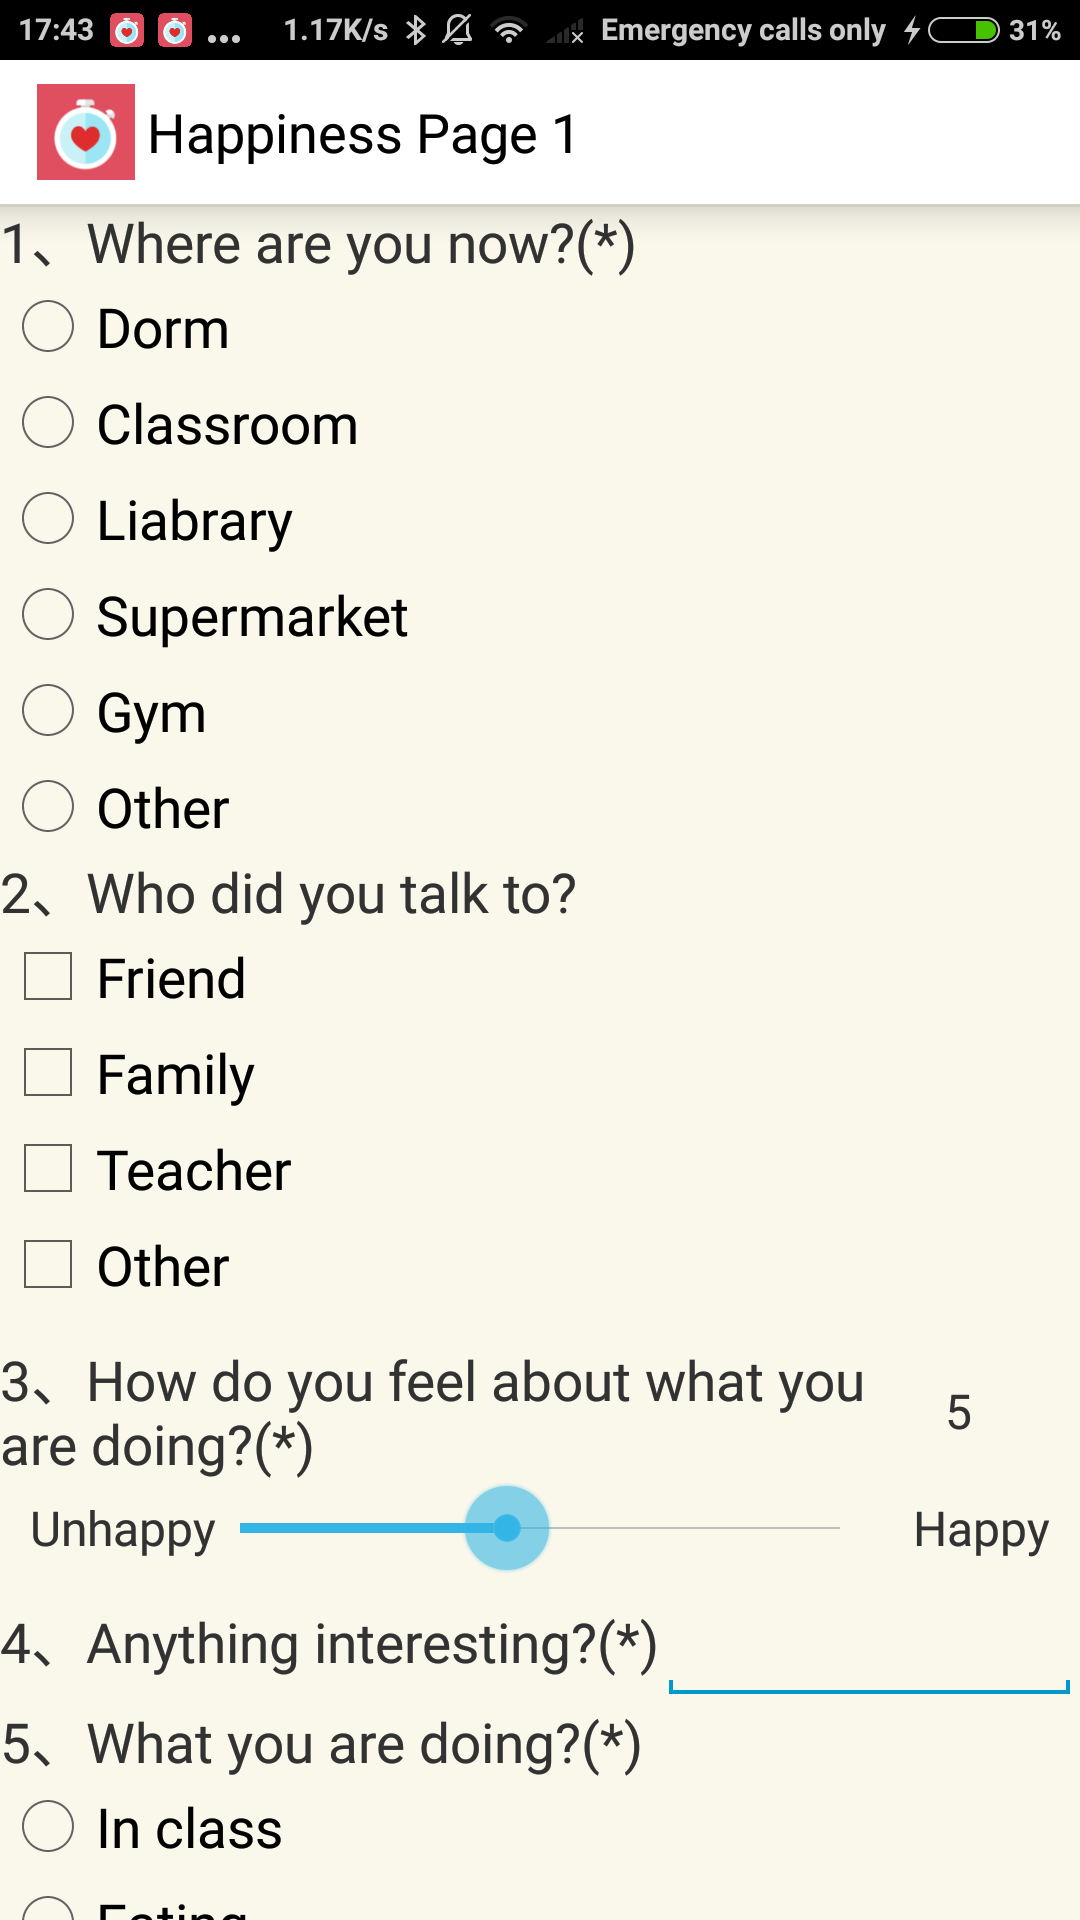 17:43 ... 1.17K/s Emergency calls only 31%
Happiness Page 1
1、Where are you now?(*)
Dorm
Classroom
Liabrary
Supermarket
Gym
Other
2、Who did you talk to?
Friend
Family
Teacher
Other
3、How do you feel about what you
are doing?(*)
5
Unhappy Happy
4、Anything interesting?(*)
5、What you are doing?(*)
In class
Eating